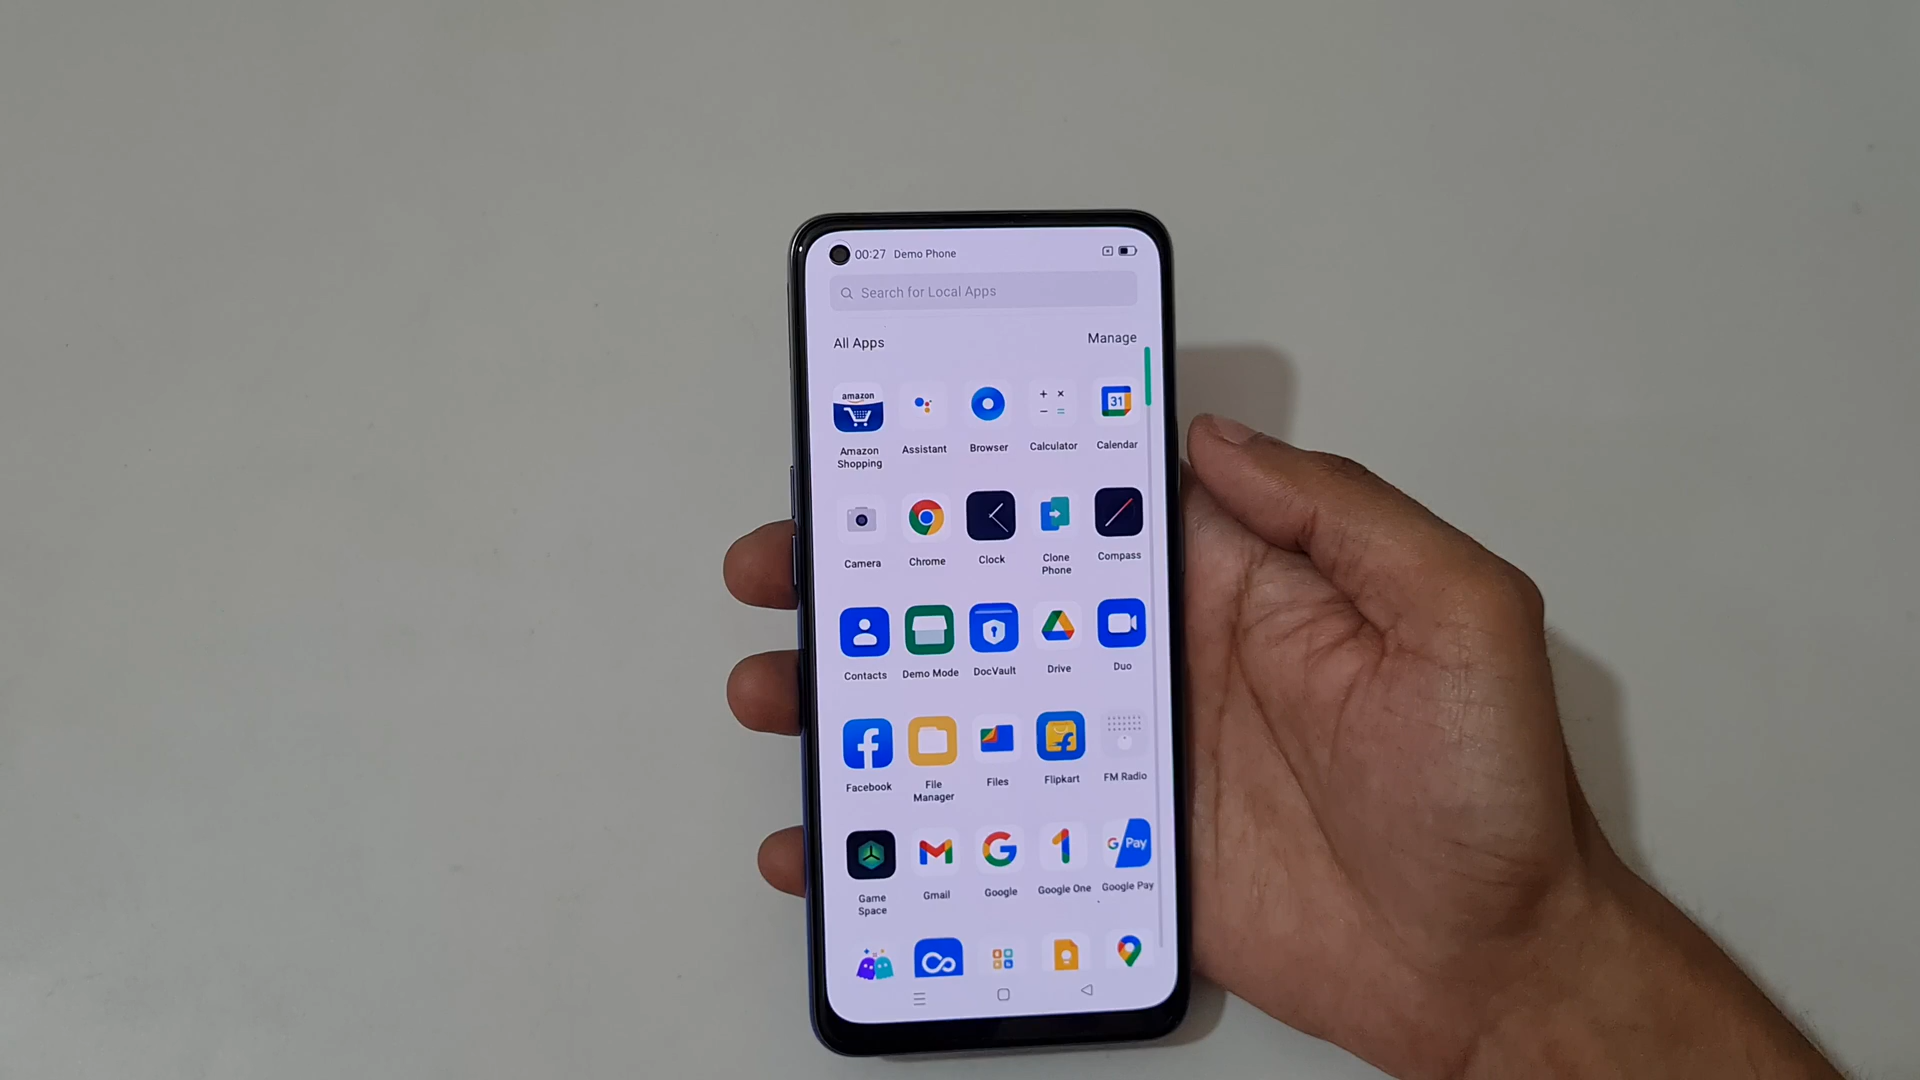 00:27 Demo Phone
Search for Local Apps
All Apps Manage
amazon
31
Amazon
Shopping
Assistant
Browser
Calculator
Calendar
Camera
Chrome
Clock
Clone
Phone
Compass
Contacts
Demo Mode
DocVault
Drive
Duo
Facebook
File
Manager
Files
Flipkart
FM Radio
G Pay
Game
Space
Gmail
Google
Google One
Google Pay